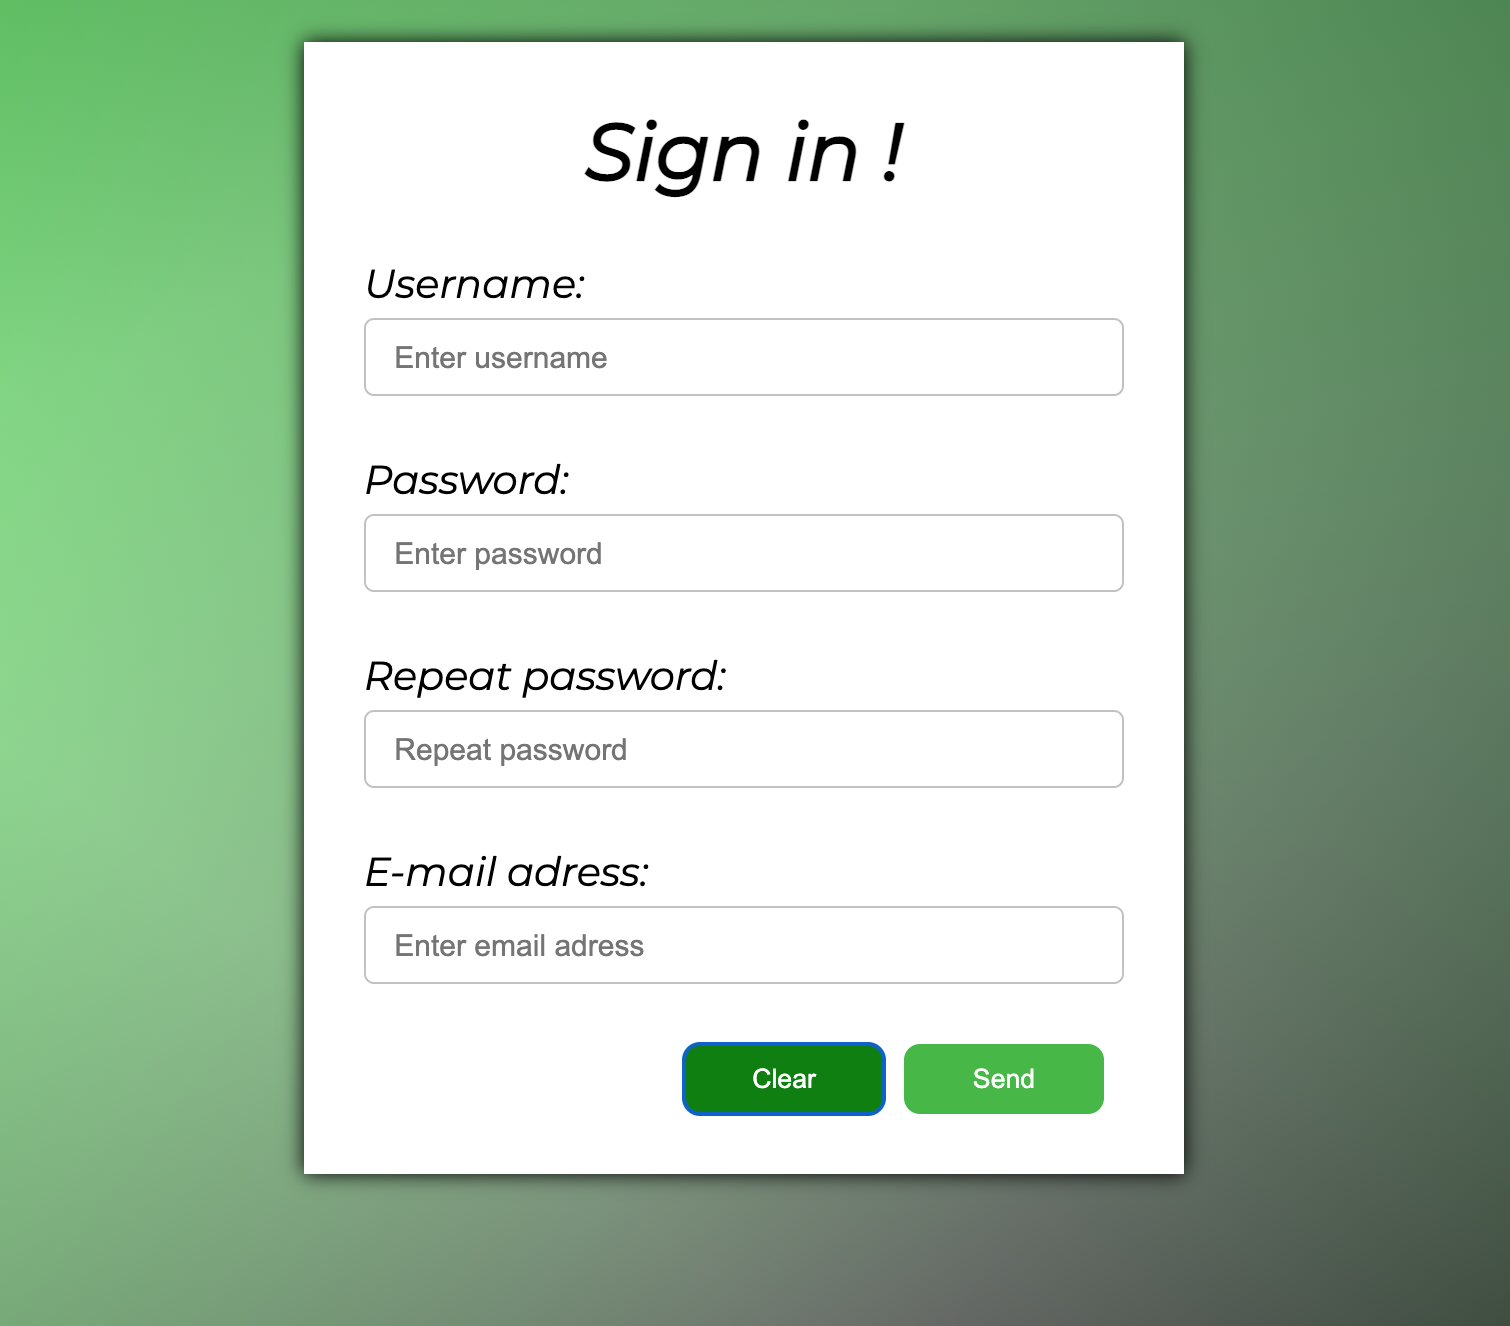 Sign in !
Username:
Enter username
Password:
Enter password
Repeat password:
Repeat password
E-mail adress:
Enter email adress
Clear Send